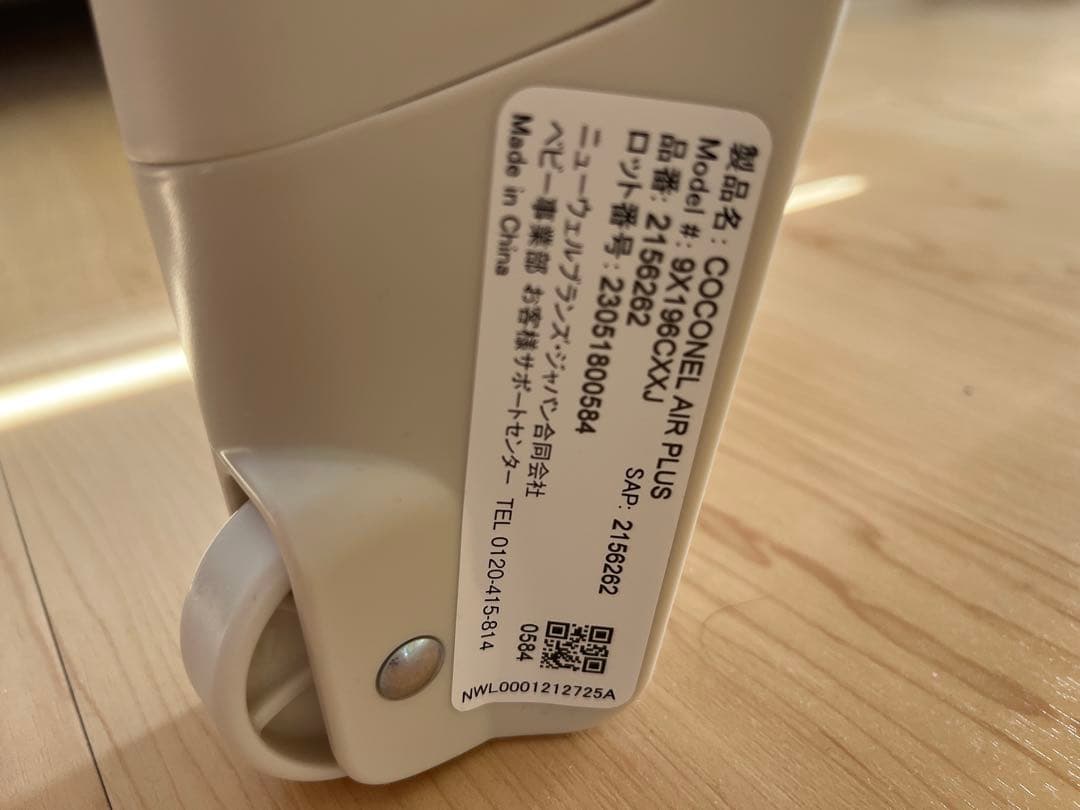 製品名: COCONEL AIR PLUS
Model #: 9X196CXXJ
品番: 2156262 SAP: 2156262
ロット番号: 23051800584
ニューウェルブランズ・ジャパン合同会社
ベビー事業部 お客様サポートセンター TEL 0120-415-814
Made in China
0584
NWL0001212725A